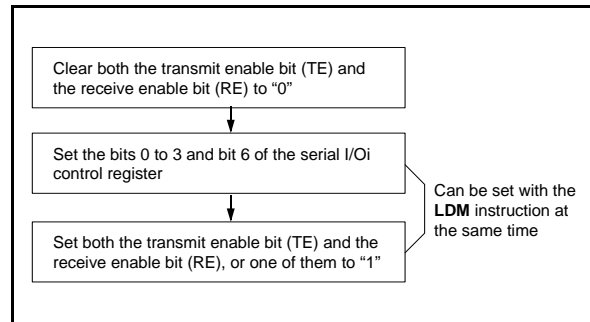 Clear both the transmit enable bit (TE) and
the receive enable bit (RE) to “0”
Set the bits 0 to 3 and bit 6 of the serial I/Oi
control register
Set both the transmit enable bit (TE) and the
receive enable bit (RE), or one of them to “1”
Can be set with the
LDM instruction at
the same time